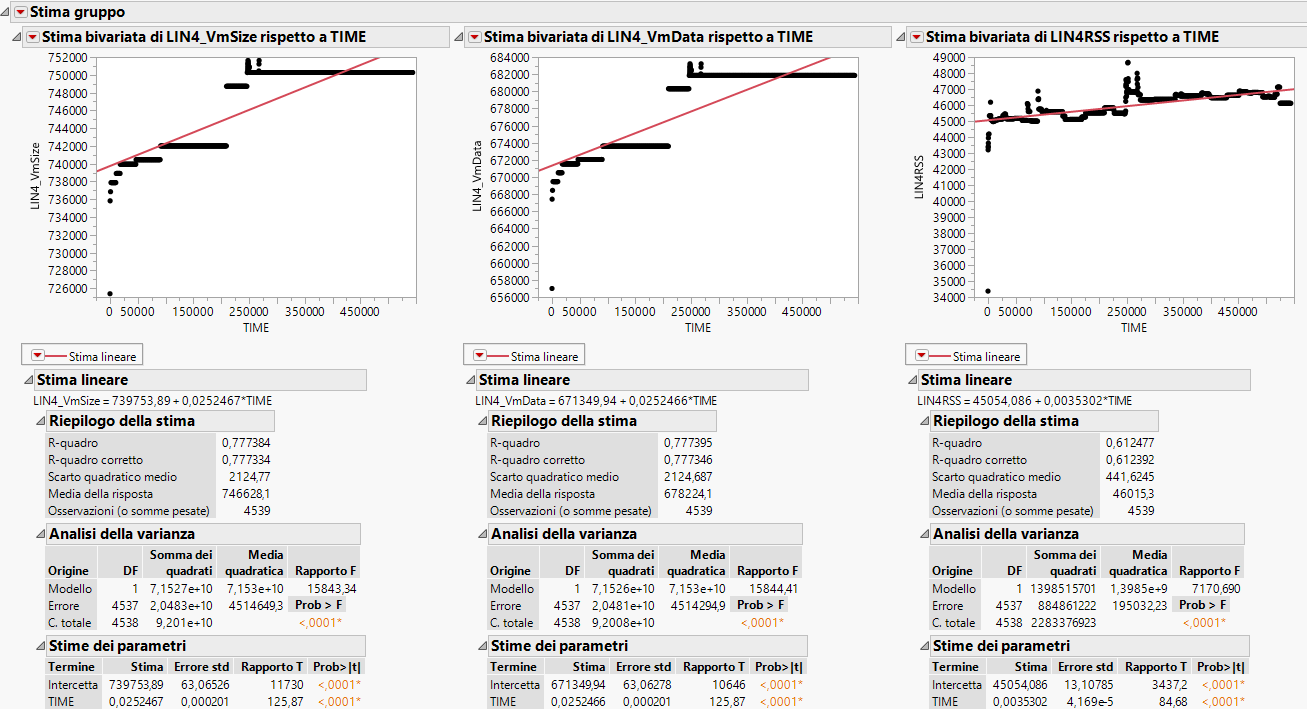 Stima gruppo
Stima bivariata di LIN4_VmSize rispetto a TIME
752000
750000
748000
746000
744000
742000
740000
738000
736000
734000
732000
730000
728000
726000
LIN4_VmSize
0 50000 150000 250000 350000 450000
TIME
Stima lineare
Stima lineare
LIN4_VmSize = 739753,89 + 0,0252467*TIME
Riepilogo della stima
R-quadro 0,777384
R-quadro corretto 0,777334
Scarto quadratico medio 2124,77
Media della risposta 746628,1
Osservazioni (o somme pesate) 4539
Analisi della varianza
Somma dei Media
Origine DF quadrati quadratica Rapporto F
Modello 1 7,1527e+10 7,153e+10 15843,34
Errore 4537 2,0483e+10 4514649,3 Prob > F
C. totale 4538 9,201e+10 <,0001*
Stime dei parametri
Termine Stima Errore std Rapporto T Prob>|t|
Intercetta 739753,89 63,06526 11730 <,0001*
TIME 0,0252467 0,000201 125,87 <,0001*
Stima bivariata di LIN4_VmData rispetto a TIME
684000
682000
680000
678000
676000
674000
672000
670000
668000
666000
664000
662000
660000
658000
656000
LIN4_VmData
0 50000 150000 250000 350000 450000
TIME
Stima lineare
Stima lineare
LIN4_VmData = 671349,94 + 0,0252466*TIME
Riepilogo della stima
R-quadro 0,777395
R-quadro corretto 0,777346
Scarto quadratico medio 2124,687
Media della risposta 678224,1
Osservazioni (o somme pesate) 4539
Analisi della varianza
Somma dei Media
Origine DF quadrati quadratica Rapporto F
Modello 1 7,1526e+10 7,153e+10 15844,41
Errore 4537 2,0481e+10 4514294,9 Prob > F
C. totale 4538 9,2008e+10 <,0001*
Stime dei parametri
Termine Stima Errore std Rapporto T Prob>|t|
Intercetta 671349,94 63,06278 10646 <,0001*
TIME 0,0252466 0,000201 125,87 <,0001*
Stima bivariata di LIN4RSS rispetto a TIME
49000
48000
47000
46000
45000
44000
43000
42000
41000
40000
39000
38000
37000
36000
35000
34000
LIN4RSS
0 50000 150000 250000 350000 450000
TIME
Stima lineare
Stima lineare
LIN4RSS = 45054,086 + 0,0035302*TIME
Riepilogo della stima
R-quadro 0,612477
R-quadro corretto 0,612392
Scarto quadratico medio 441,6245
Media della risposta 46015,3
Osservazioni (o somme pesate) 4539
Analisi della varianza
Somma dei Media
Origine DF quadrati quadratica Rapporto F
Modello 1 1398515701 1,3985e+9 7170,690
Errore 4537 884861222 195032,23 Prob > F
C. totale 4538 2283376923 <,0001*
Stime dei parametri
Termine Stima Errore std Rapporto T Prob>|t|
Intercetta 45054,086 13,10785 3437,2 <,0001*
TIME 0,0035302 4,169e-5 84,68 <,0001*